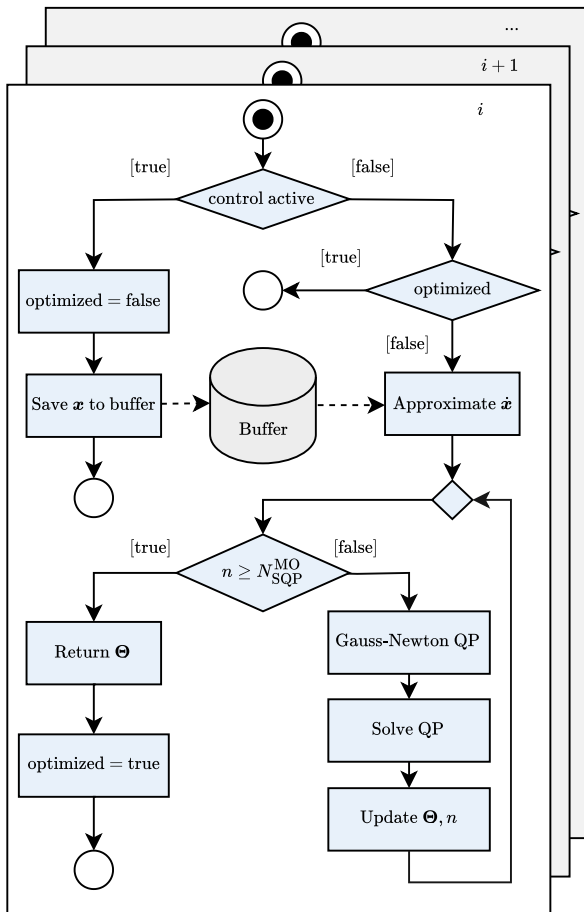 ...
i + 1
i
[true]
[false]
control active
[true]
optimized = false
optimized
[false]
Save x to buffer
Buffer
Approximate ẋ
[true]
[false]
n ≥ N_SQP^MO
Return Θ
Gauss-Newton QP
Solve QP
optimized = true
Update Θ, n